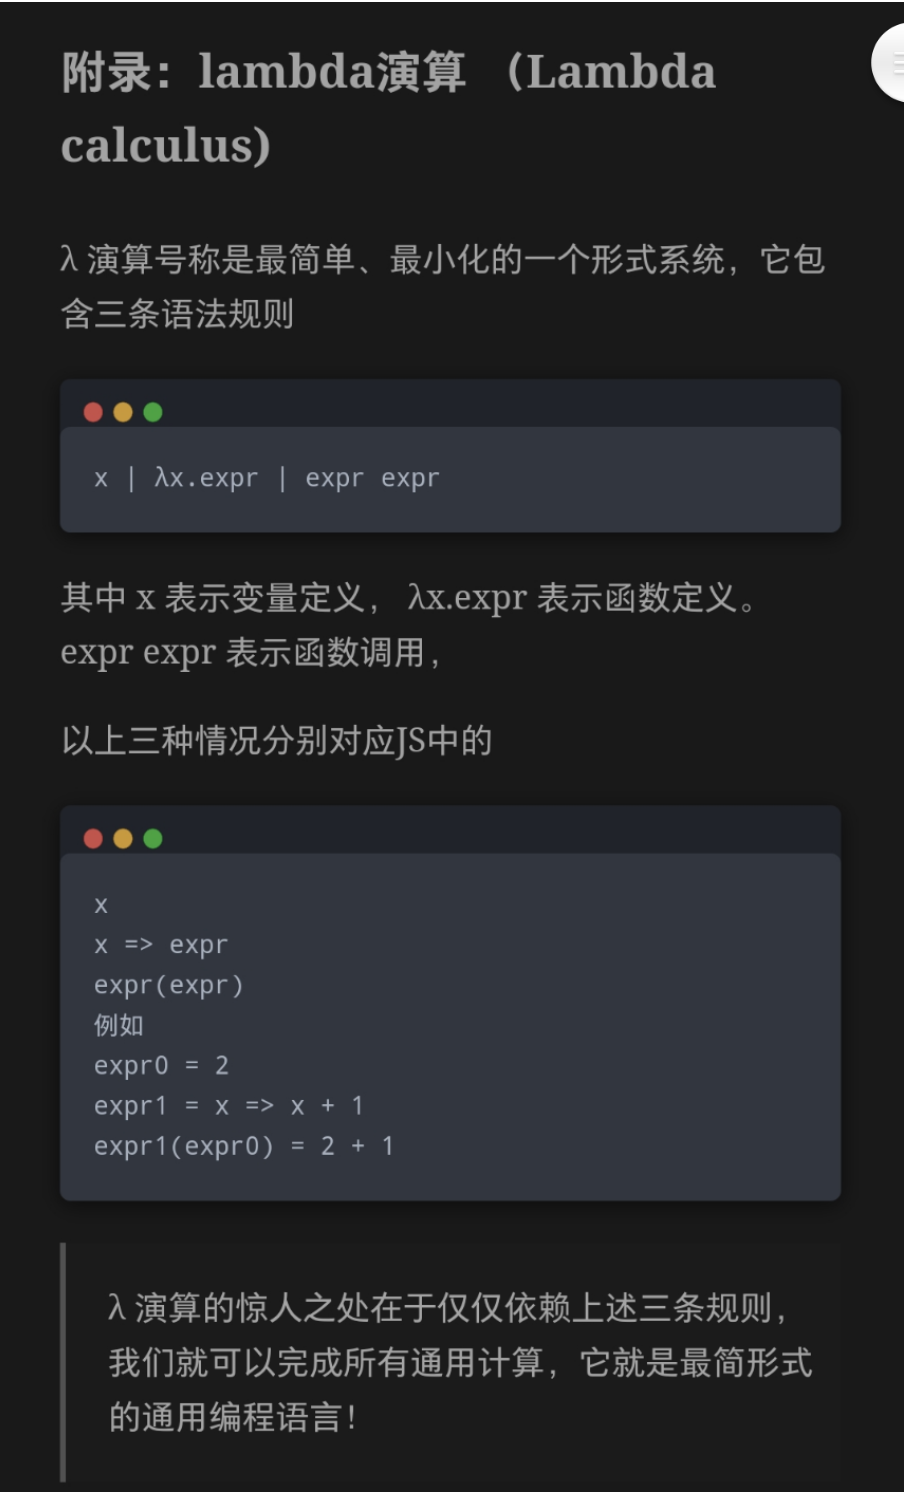 附录：lambda演算 （Lambda
calculus)
λ 演算号称是最简单、最小化的一个形式系统，它包
含三条语法规则
x | λx.expr | expr expr
其中 x 表示变量定义， λx.expr 表示函数定义。
expr expr 表示函数调用，
以上三种情况分别对应JS中的
x
x => expr
expr(expr)
例如
expr0 = 2
expr1 = x => x + 1
expr1(expr0) = 2 + 1
λ 演算的惊人之处在于仅仅依赖上述三条规则，
我们就可以完成所有通用计算，它就是最简形式
的通用编程语言！